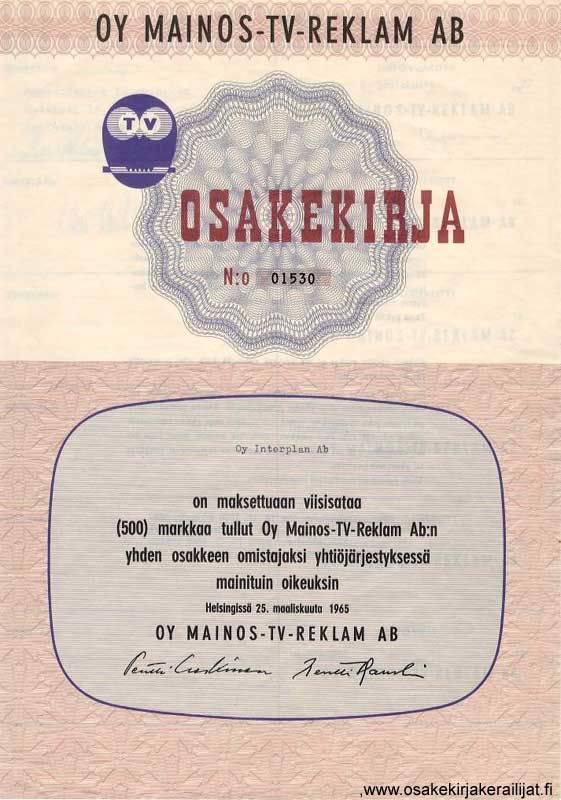 OY MAINOS-TV-REKLAM AB
TV
OSAKEKIRJA
N:o 01530
Oy Interplan Ab
on maksettuaan viisisataa
(500) markkaa tullut Oy Mainos-TV-Reklam Ab:n
yhden osakkeen omistajaksi yhtiöjärjestyksessä
mainituin oikeuksin
Helsingissä 25. maaliskuuta 1965
OY MAINOS-TV-REKLAM AB
,www.osakekirjakerailijat.fi